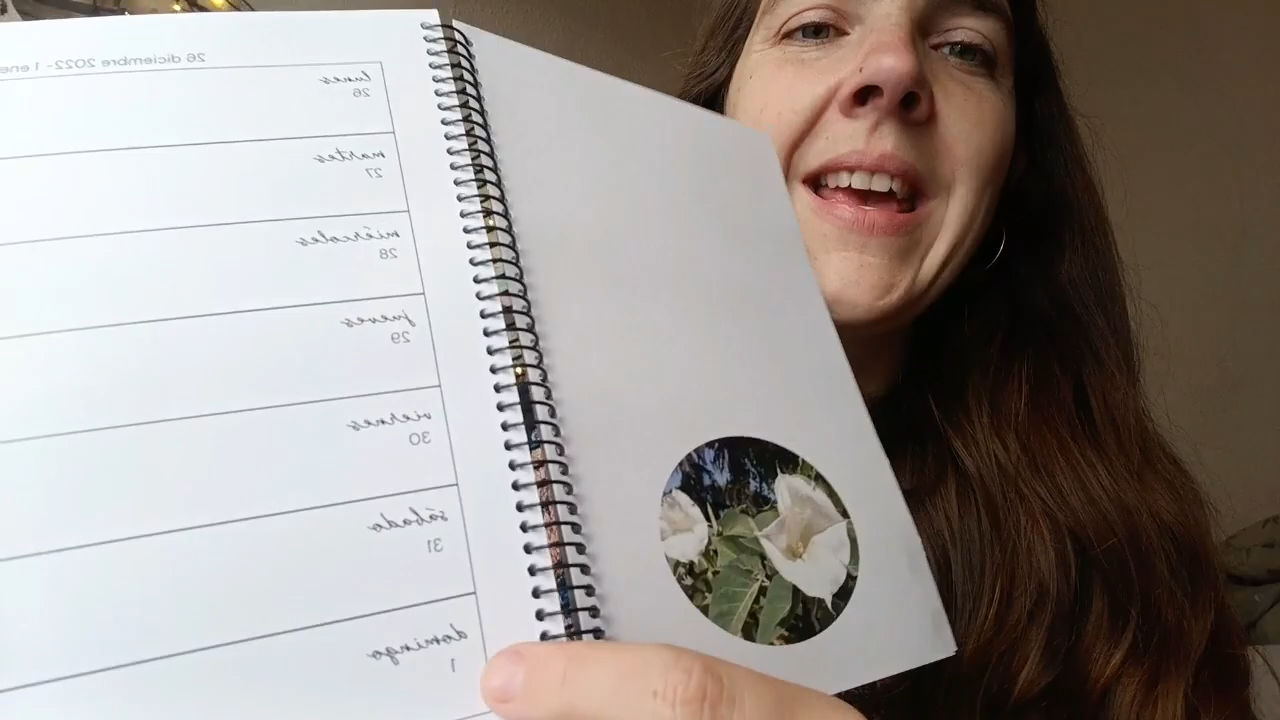 26 diciembre 2022 - 1 ene
lunes
26
martes
27
miércoles
28
jueves
29
viernes
30
sábado
31
domingo
1